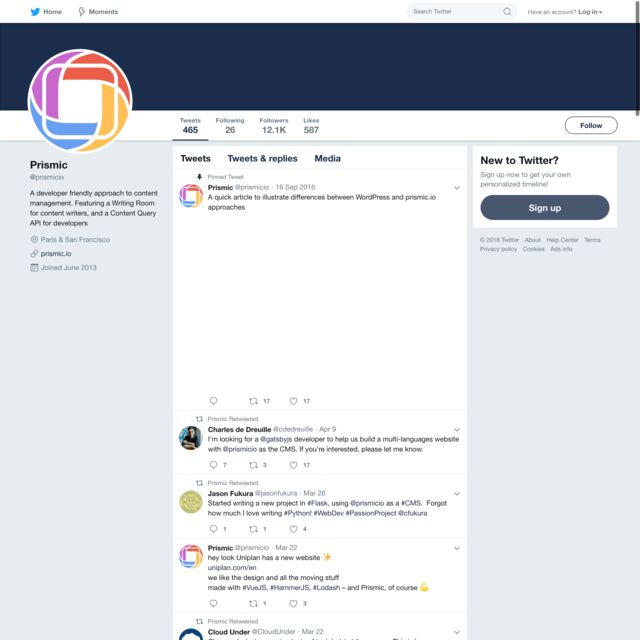 Home Moments Search Twitter Have an account? Log in
Tweets Following Followers Likes
465 26 12.1K 587
Follow
Prismic
@prismicio
A developer friendly approach to content
management. Featuring a Writing Room
for content writers, and a Content Query
API for developers
Paris & San Francisco
prismic.io
Joined June 2013
Tweets Tweets & replies Media
Pinned Tweet
Prismic @prismicio · 16 Sep 2016
A quick article to illustrate differences between WordPress and prismic.io
approaches
17 17
Prismic Retweeted
Charles de Dreuille @cdedreuille · Apr 9
I'm looking for a @gatsbyjs developer to help us build a multi-languages website
with @prismicio as the CMS. If you're interested, please let me know.
7 3 17
Prismic Retweeted
Jason Fukura @jasonfukura · Mar 26
Started writing a new project in #Flask, using @prismicio as a #CMS. Forgot
how much I love writing #Python! #WebDev #PassionProject @cfukura
1 1 4
Prismic @prismicio · Mar 22
hey look Uniplan has a new website ✨
uniplan.com/en
we like the design and all the moving stuff
made with #VueJS, #HammerJS, #Lodash – and Prismic, of course 💪
1 3
Prismic Retweeted
Cloud Under @CloudUnder · Mar 22
New to Twitter?
Sign up now to get your own
personalized timeline!
Sign up
© 2018 Twitter About Help Center Terms
Privacy policy Cookies Ads info